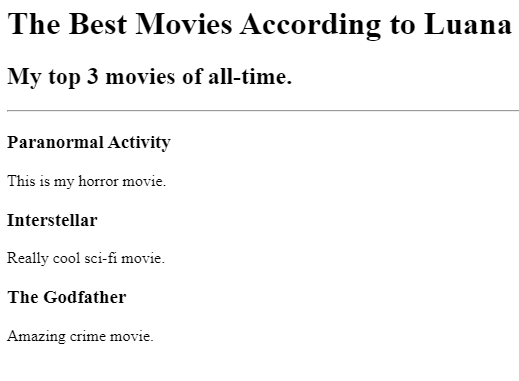 The Best Movies According to Luana
My top 3 movies of all-time.
Paranormal Activity
This is my horror movie.
Interstellar
Really cool sci-fi movie.
The Godfather
Amazing crime movie.